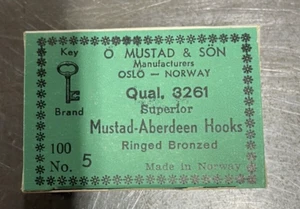 Key
Ö MUSTAD & SÖN
Manufacturers
OSLO — NORWAY
Brand
Qual. 3261
Superior
Mustad-Aberdeen Hooks
Ringed Bronzed
100
No. 5
Made in Norway